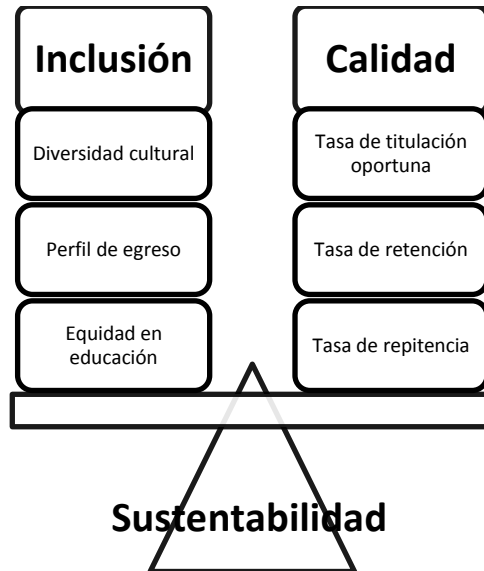 Inclusión
Diversidad cultural
Perfil de egreso
Equidad en
educación
Calidad
Tasa de titulación
oportuna
Tasa de retención
Tasa de repitencia
Sustentabilidad